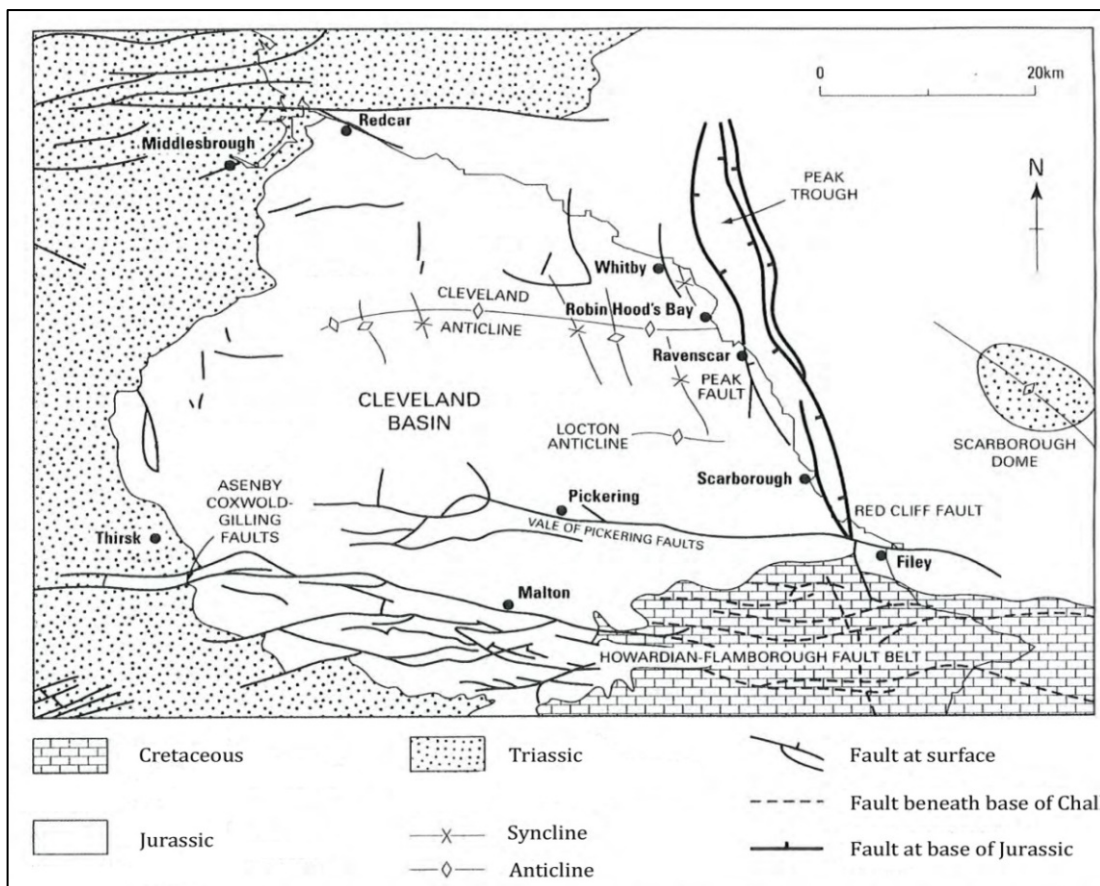 0 20km
Redcar
Middlesbrough
PEAK
TROUGH
N
Whitby
CLEVELAND
ANTICLINE
Robin Hood's Bay
Ravenscar
PEAK
FAULT
CLEVELAND
BASIN
LOCTON
ANTICLINE
SCARBOROUGH
DOME
Scarborough
ASENBY
COXWOLD-
GILLING
FAULTS
Pickering
RED CLIFF FAULT
VALE OF PICKERING FAULTS
Thirsk
Filey
Malton
HOWARDIAN-FLAMBOROUGH FAULT BELT
Cretaceous
Triassic
Fault at surface
Fault beneath base of Chal
Jurassic
Syncline
Fault at base of Jurassic
Anticline